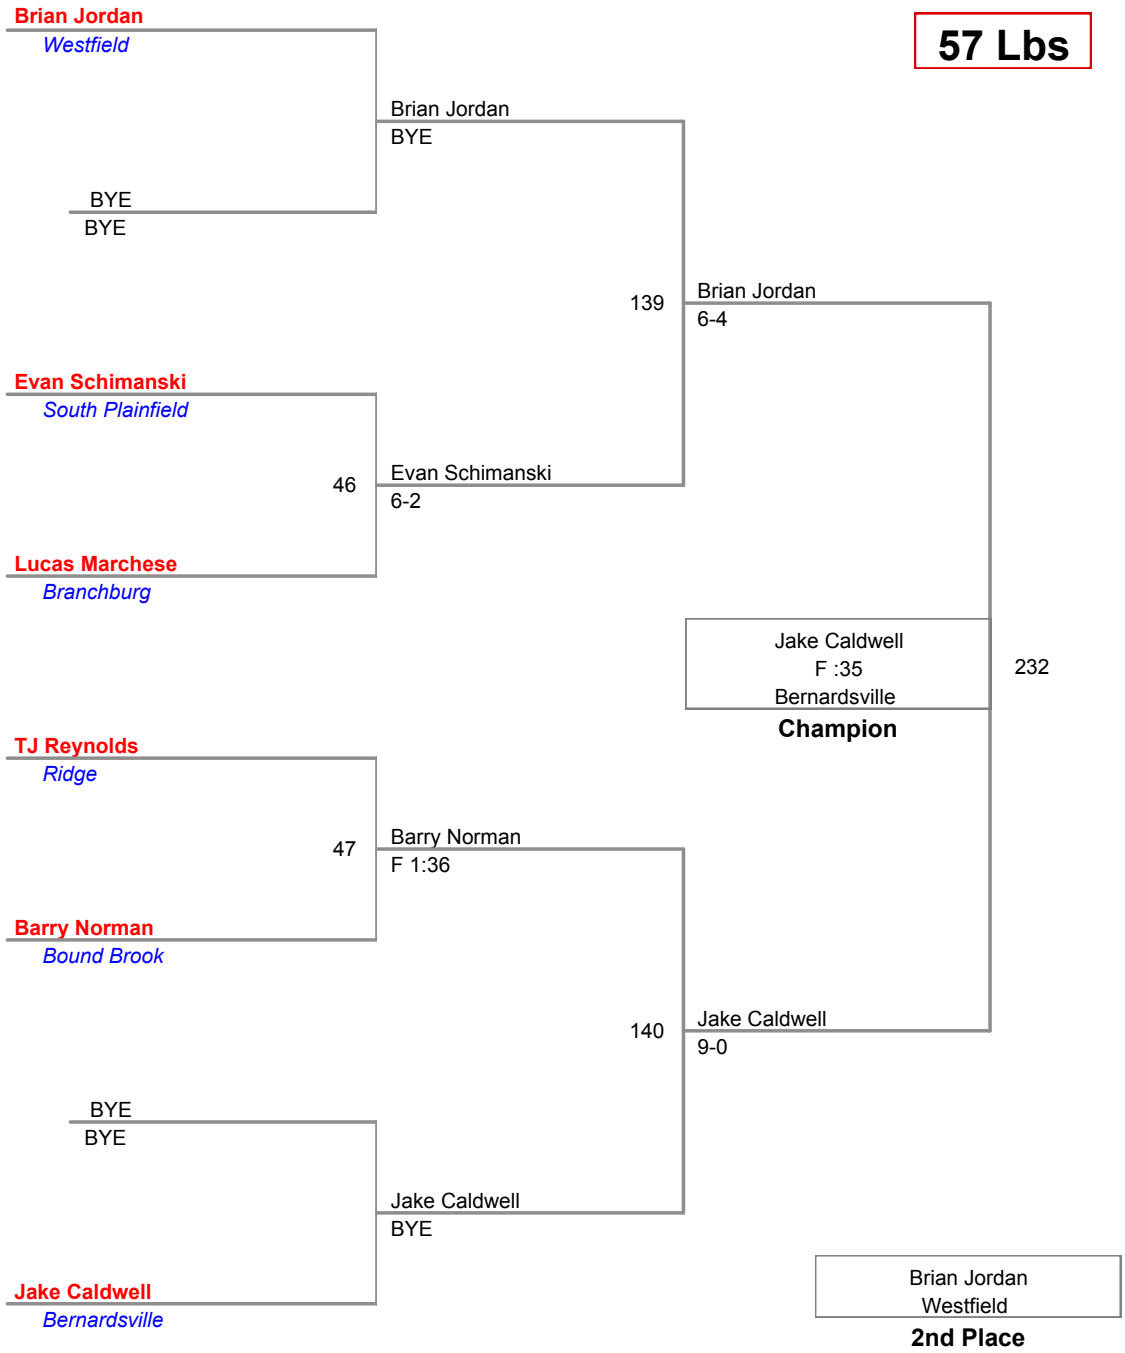 Brian Jordan
Westfield
57 Lbs
Brian Jordan
BYE
BYE
BYE
139
Brian Jordan
6-4
Evan Schimanski
South Plainfield
46
Evan Schimanski
6-2
Lucas Marchese
Branchburg
Jake Caldwell
F :35
Bernardsville
232
Champion
TJ Reynolds
Ridge
47
Barry Norman
F 1:36
Barry Norman
Bound Brook
140
Jake Caldwell
9-0
BYE
BYE
Jake Caldwell
BYE
Jake Caldwell
Bernardsville
Brian Jordan
Westfield
2nd Place